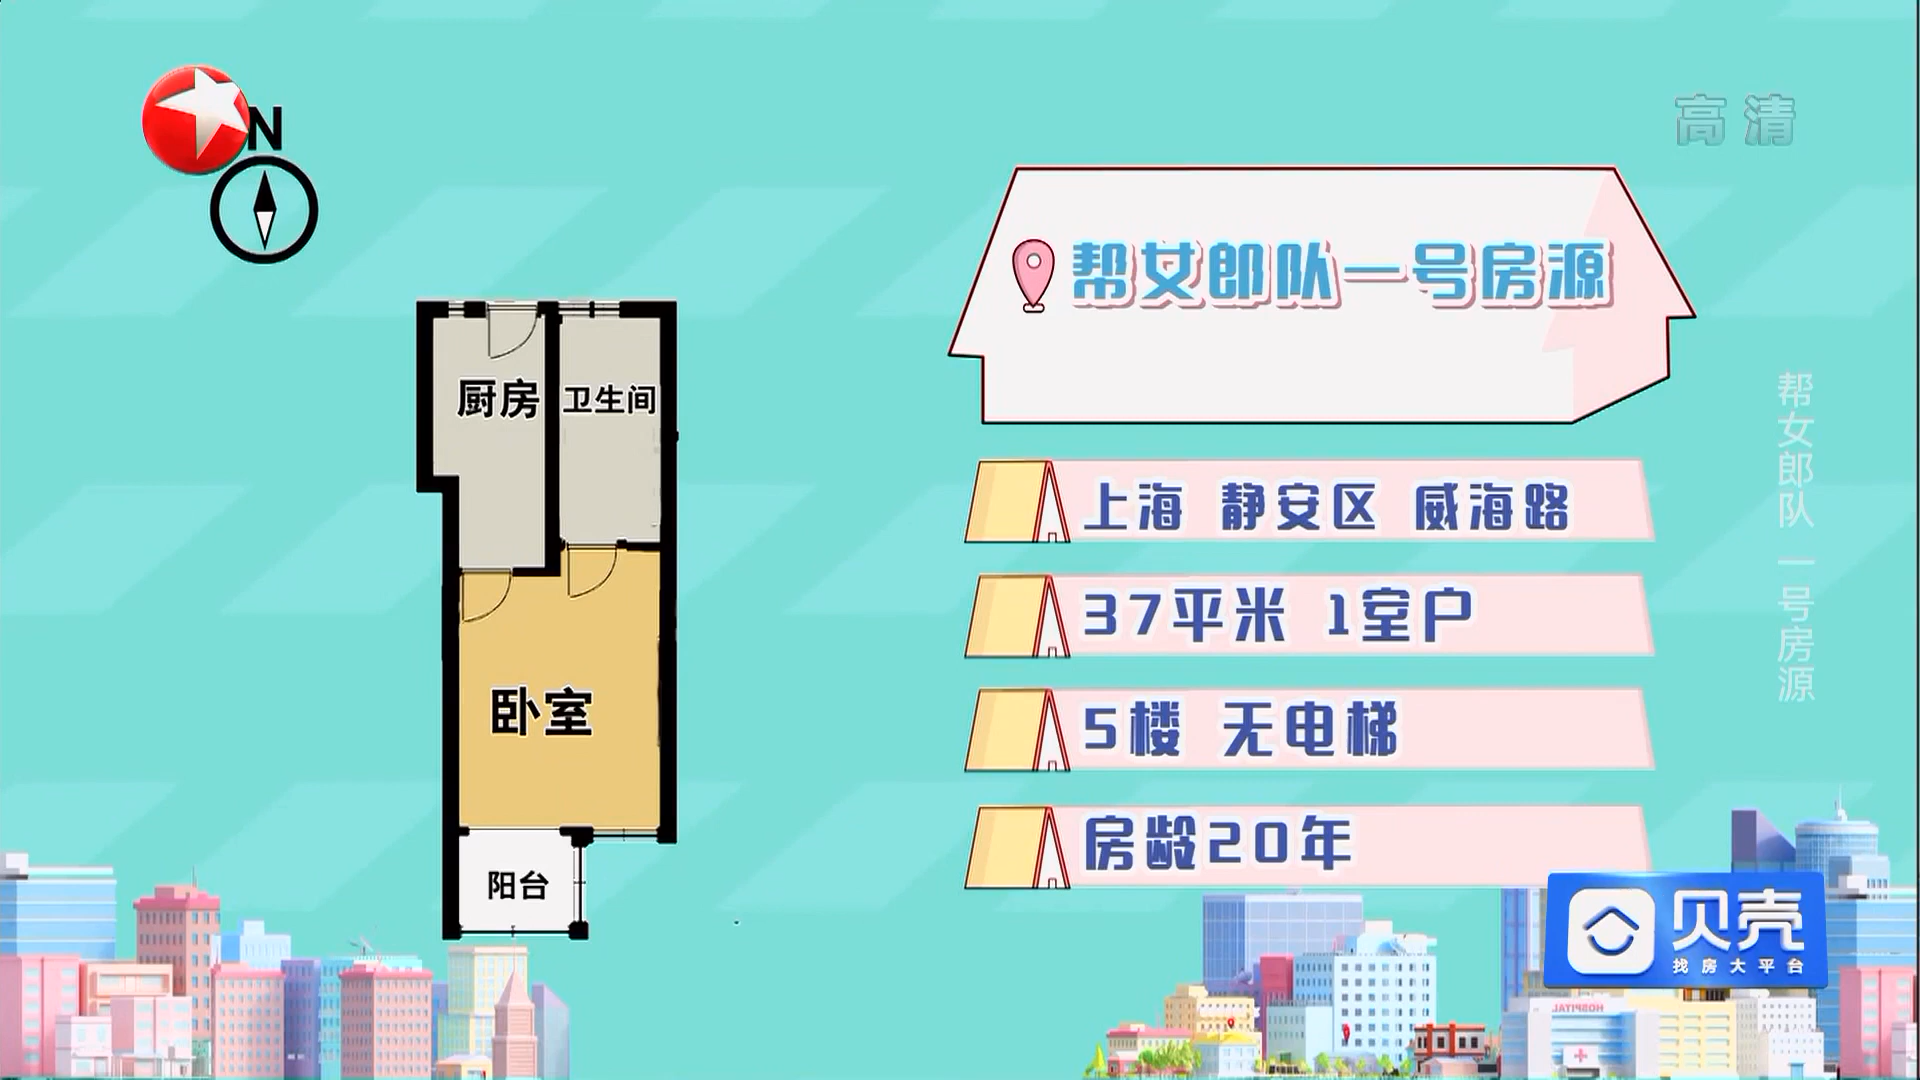 N
高清
帮女郎队一号房源
厨房
卫生间
上海 静安区 威海路
37平米 1室户
卧室
5楼 无电梯
房龄20年
阳台
帮女郎队 一号房源
贝壳
找房大平台
HOSPITAL